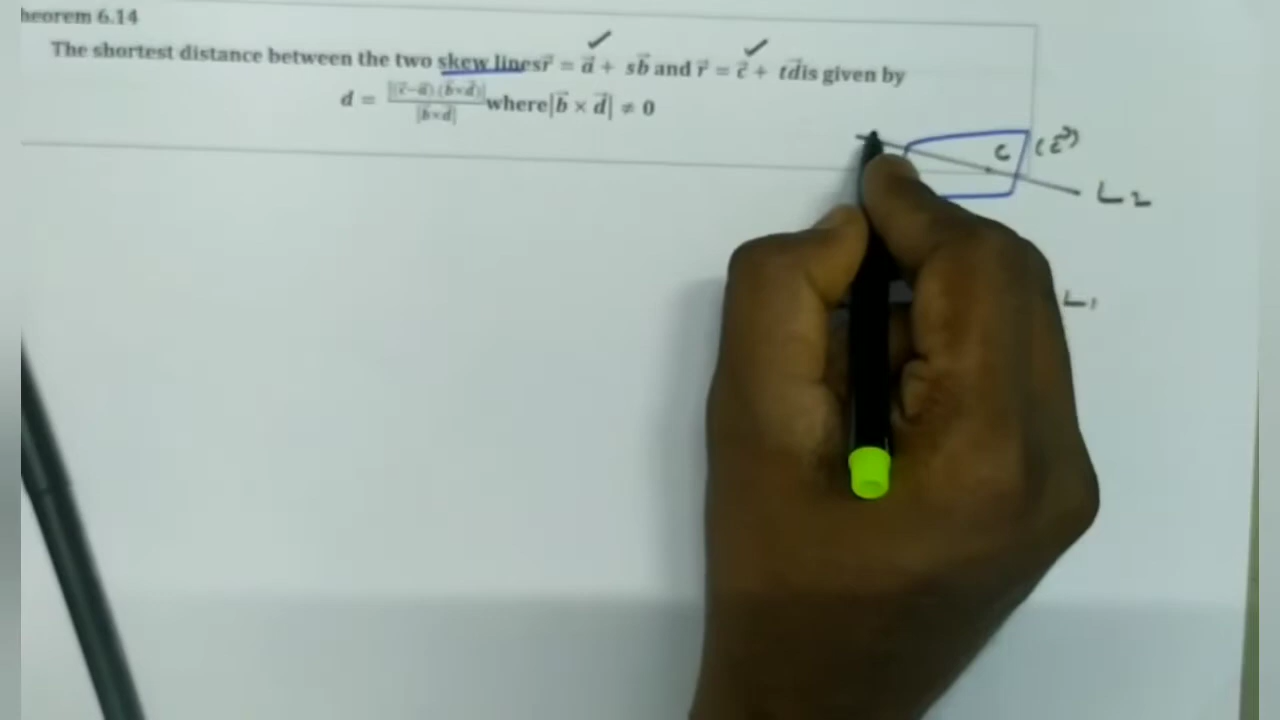 heorem 6.14
The shortest distance between the two skew lines r⃗ = a⃗ + sb⃗ and r⃗ = c⃗ + td⃗ is given by
d = |(c⃗−a⃗).(b⃗×d⃗)| / |b⃗×d⃗| where |b⃗ × d⃗| ≠ 0
C (c⃗)
L₂
L₁